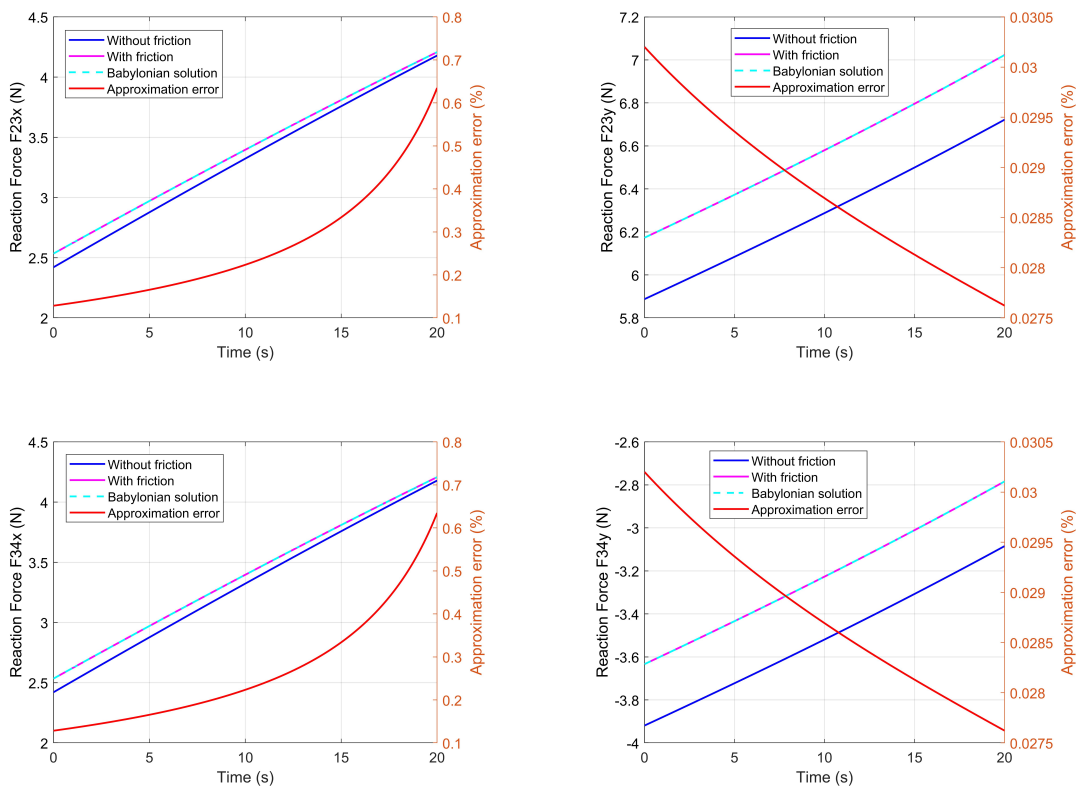 4.5
4
3.5
3
2.5
2
0 5 10 15 20
0.8
0.7
0.6
0.5
0.4
0.3
0.2
0.1
Reaction Force F23x (N)
Approximation error (%)
Time (s)
Without friction
With friction
Babylonian solution
Approximation error
7.2
7
6.8
6.6
6.4
6.2
6
5.8
0 5 10 15 20
0.0305
0.03
0.0295
0.029
0.0285
0.028
0.0275
Reaction Force F23y (N)
Approximation error (%)
Time (s)
Without friction
With friction
Babylonian solution
Approximation error
4.5
4
3.5
3
2.5
2
0 5 10 15 20
0.8
0.7
0.6
0.5
0.4
0.3
0.2
0.1
Reaction Force F34x (N)
Approximation error (%)
Time (s)
Without friction
With friction
Babylonian solution
Approximation error
-2.6
-2.8
-3
-3.2
-3.4
-3.6
-3.8
-4
0 5 10 15 20
0.0305
0.03
0.0295
0.029
0.0285
0.028
0.0275
Reaction Force F34y (N)
Approximation error (%)
Time (s)
Without friction
With friction
Babylonian solution
Approximation error